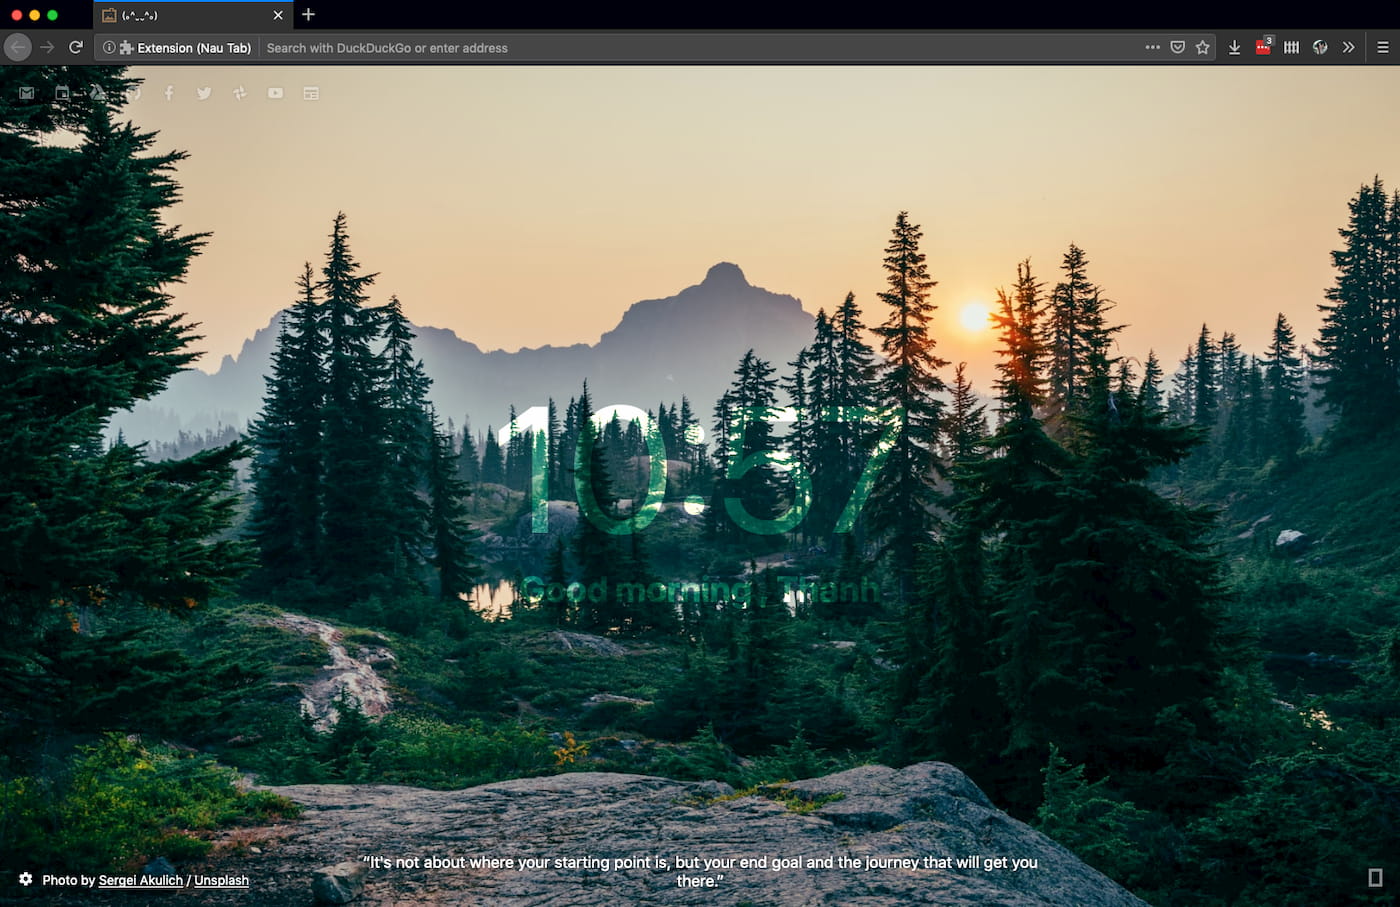 (｡^‿‿^｡)
Extension (Nau Tab)
Search with DuckDuckGo or enter address
3
10:57
Good morning, Thanh
“It's not about where your starting point is, but your end goal and the journey that will get you
there.”
Photo by Sergei Akulich / Unsplash